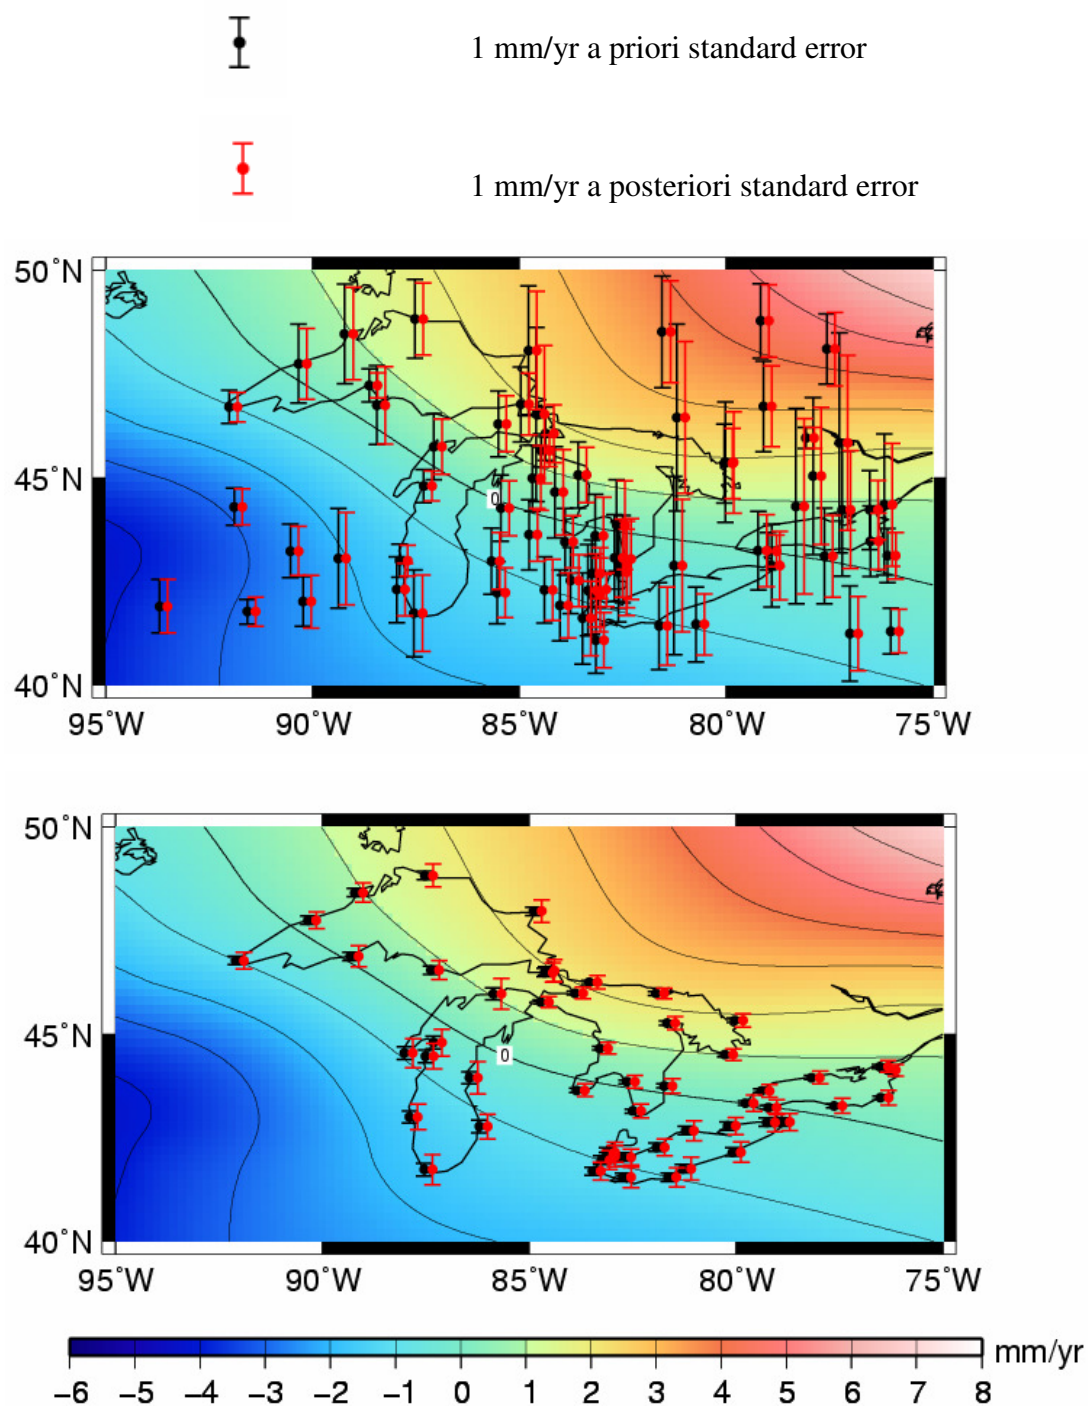 1 mm/yr a priori standard error
1 mm/yr a posteriori standard error
50˚N
0
45˚N
40˚N
95˚W 90˚W 85˚W 80˚W 75˚W
50˚N
45˚N
0
40˚N
95˚W 90˚W 85˚W 80˚W 75˚W
mm/yr
−6 −5 −4 −3 −2 −1 0 1 2 3 4 5 6 7 8